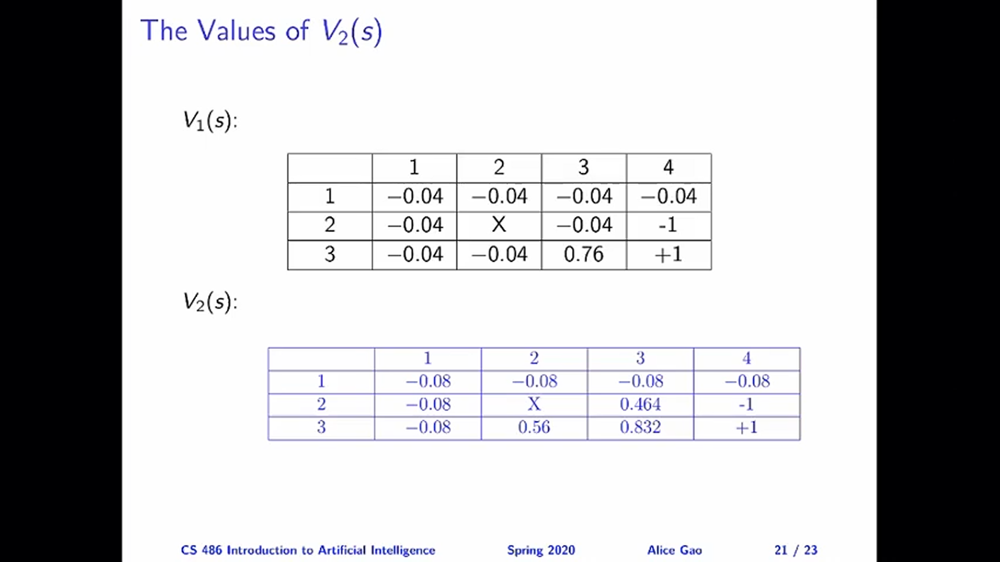 The Values of V₂(s)
V₁(s):
1 2 3 4
1 −0.04 −0.04 −0.04 −0.04
2 −0.04 X −0.04 -1
3 −0.04 −0.04 0.76 +1
V₂(s):
1 2 3 4
1 −0.08 −0.08 −0.08 −0.08
2 −0.08 X 0.464 -1
3 −0.08 0.56 0.832 +1
CS 486 Introduction to Artificial Intelligence Spring 2020 Alice Gao 21 / 23